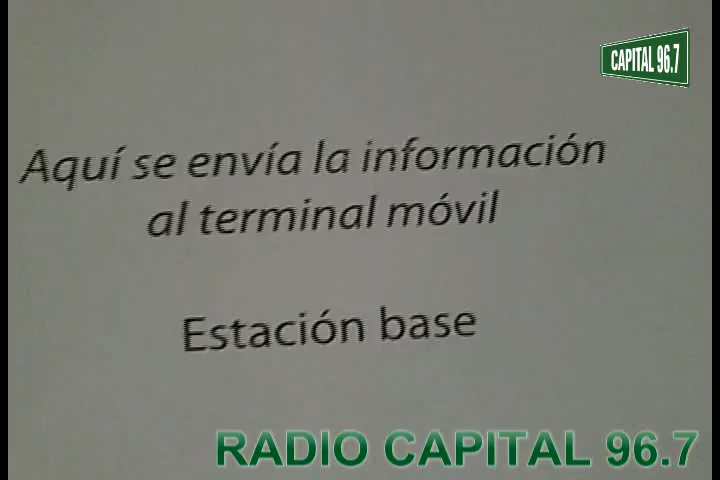 CAPITAL 96.7
Aquí se envía la información
al terminal móvil
Estación base
RADIO CAPITAL 96.7